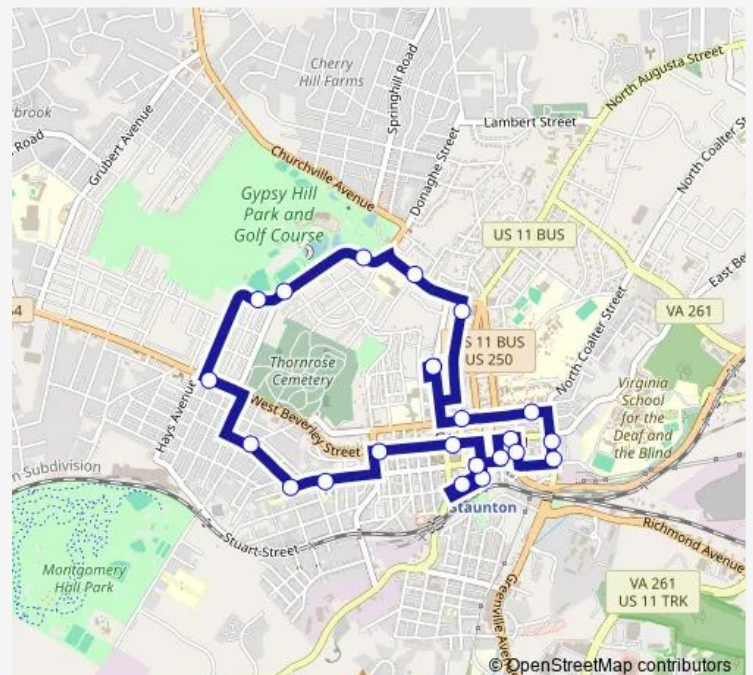 Cherry
Hill Farms
Springhill Road
North Augusta Street
Lambert Street
Grubert Avenue
brook
Road
Churchville Avenue
Donaghe Street
North Coalter St
Gypsy Hill
Park and
Golf Course
US 11 BUS
East Be
VA 261
4
S 11 BUS
US 250
North Coalter Street
Thornrose
Cemetery
Virginia
School
for the
Deaf and
the Blind
Hays Avenue
West Beverley Street
n Subdivision
Staunton
Stuart Street
Richmond Avenue
Montgomery
Hall Park
Greenville Avenue
VA 261
US 11 TRK
© OpenStreetMap contributors